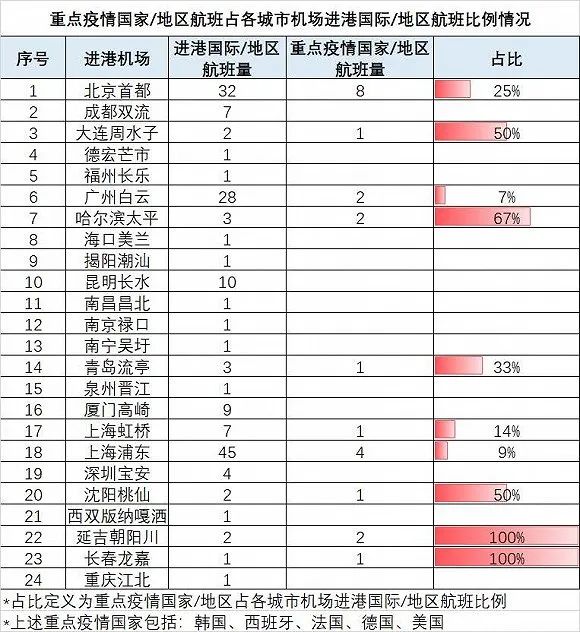 重点疫情国家/地区航班占各城市机场进港国际/地区航班比例情况
序号 进港机场 进港国际/地区航班量 重点疫情国家/地区航班量 占比
1 北京首都 32 8 25%
2 成都双流 7
3 大连周水子 2 1 50%
4 德宏芒市 1
5 福州长乐 1
6 广州白云 28 2 7%
7 哈尔滨太平 3 2 67%
8 海口美兰 1
9 揭阳潮汕 1
10 昆明长水 10
11 南昌昌北 1
12 南京禄口 1
13 南宁吴圩 1
14 青岛流亭 3 1 33%
15 泉州晋江 1
16 厦门高崎 9
17 上海虹桥 7 1 14%
18 上海浦东 45 4 9%
19 深圳宝安 4
20 沈阳桃仙 2 1 50%
21 西双版纳嘎洒 1
22 延吉朝阳川 2 2 100%
23 长春龙嘉 1 1 100%
24 重庆江北 1
*占比定义为重点疫情国家/地区占各城市机场进港国际/地区航班比例
*上述重点疫情国家包括：韩国、西班牙、法国、德国、美国